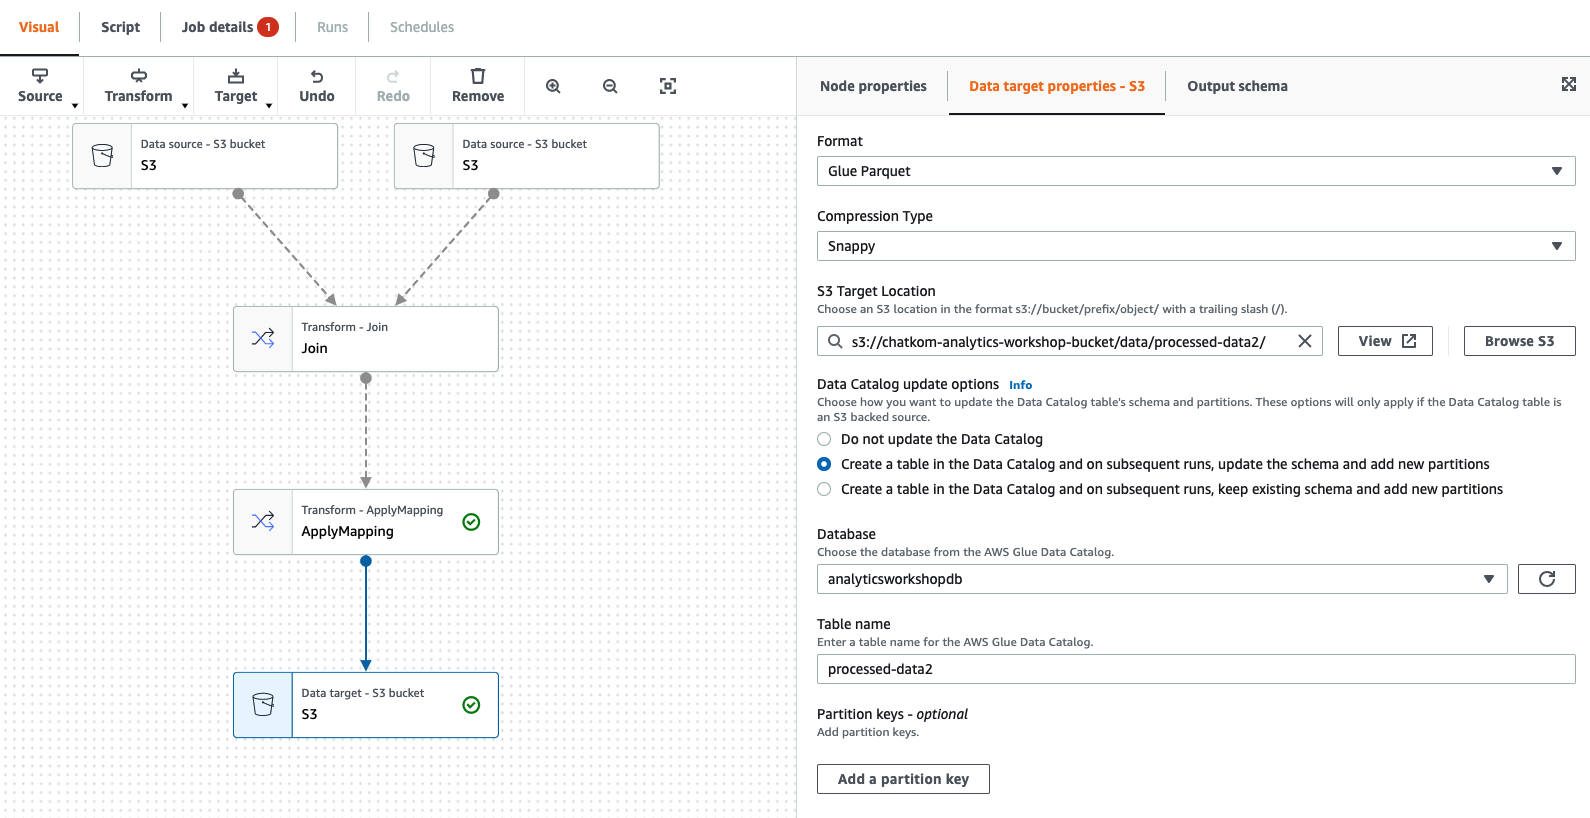 Visual
Script
Job details 1
Runs
Schedules
Source
Transform
Target
Undo
Redo
Remove
Data source - S3 bucket
S3
Data source - S3 bucket
S3
Transform - Join
Join
Transform - ApplyMapping
ApplyMapping
Data target - S3 bucket
S3
Node properties
Data target properties - S3
Output schema
Format
Glue Parquet
Compression Type
Snappy
S3 Target Location
Choose an S3 location in the format s3://bucket/prefix/object/ with a trailing slash (/).
s3://chatkom-analytics-workshop-bucket/data/processed-data2/
View
Browse S3
Data Catalog update options Info
Choose how you want to update the Data Catalog table's schema and partitions. These options will only apply if the Data Catalog table is
an S3 backed source.
Do not update the Data Catalog
Create a table in the Data Catalog and on subsequent runs, update the schema and add new partitions
Create a table in the Data Catalog and on subsequent runs, keep existing schema and add new partitions
Database
Choose the database from the AWS Glue Data Catalog.
analyticsworkshopdb
Table name
Enter a table name for the AWS Glue Data Catalog.
processed-data2
Partition keys - optional
Add partition keys.
Add a partition key